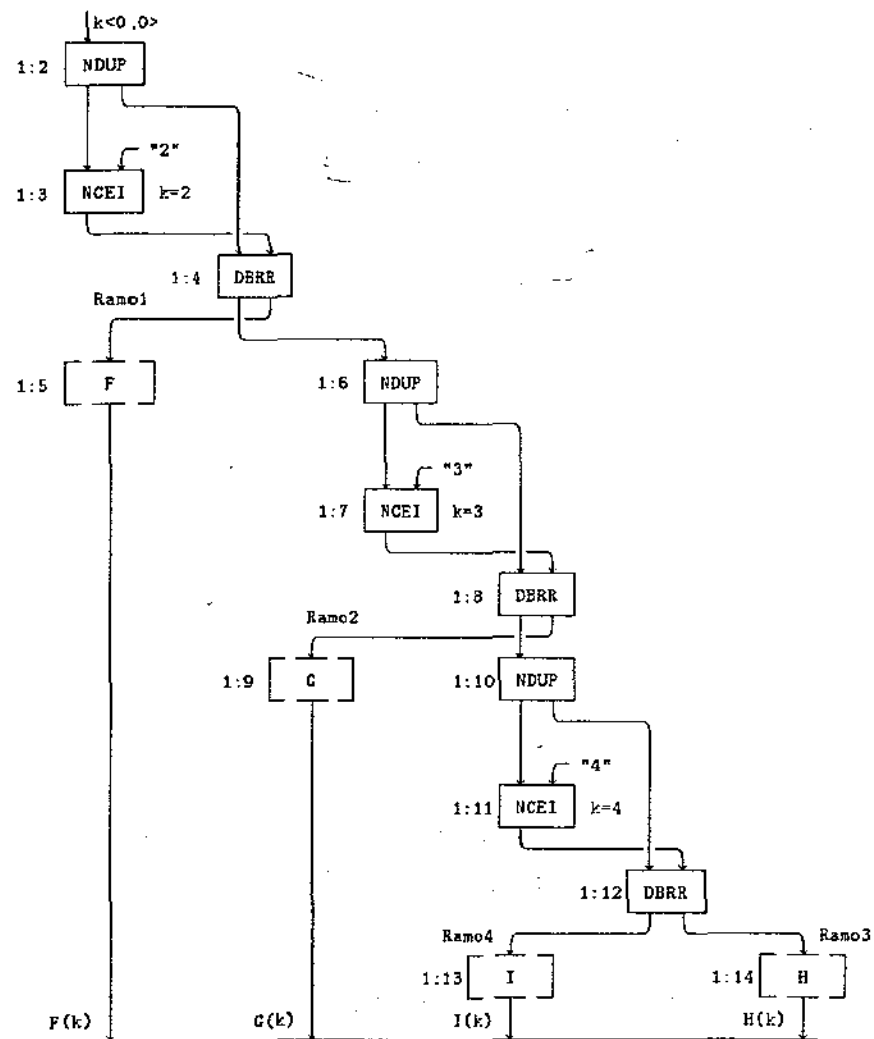 k<0,0>
1:2 NDUP
"2"
1:3 NCEI k=2
1:4 DBRR
Ramo1
1:5 F 1:6 NDUP
"3"
1:7 NCEI k=3
1:8 DBRR
Ramo2
1:9 G 1:10 NDUP
"4"
1:11 NCEI k=4
1:12 DBRR
Ramo4 Ramo3
1:13 I 1:14 H
F(k) G(k) I(k) H(k)